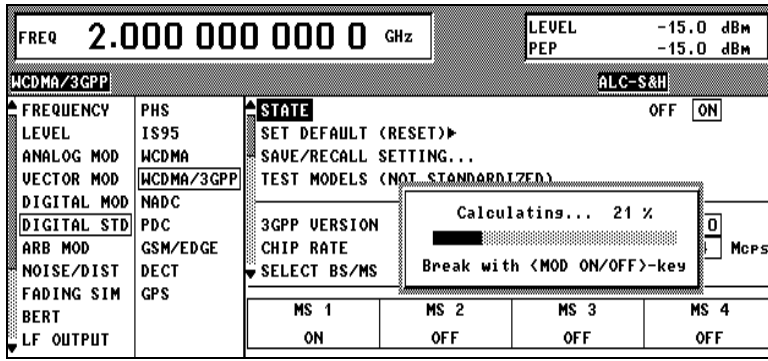 FREQ 2.000 000 000 0 GHz
LEVEL -15.0 dBm
PEP -15.0 dBm
WCDMA/3GPP
ALC-S&H
FREQUENCY
LEVEL
ANALOG MOD
VECTOR MOD
DIGITAL MOD
DIGITAL STD
ARB MOD
NOISE/DIST
FADING SIM
BERT
LF OUTPUT
PHS
IS95
WCDMA
WCDMA/3GPP
NADC
PDC
GSM/EDGE
DECT
GPS
STATE OFF ON
SET DEFAULT (RESET)▶
SAVE/RECALL SETTING...
TEST MODELS (NOT STANDARDIZED)
3GPP VERSION 0
CHIP RATE Mcps
SELECT BS/MS
Calculating... 21 %
Break with <MOD ON/OFF>-key
MS 1 MS 2 MS 3 MS 4
ON OFF OFF OFF